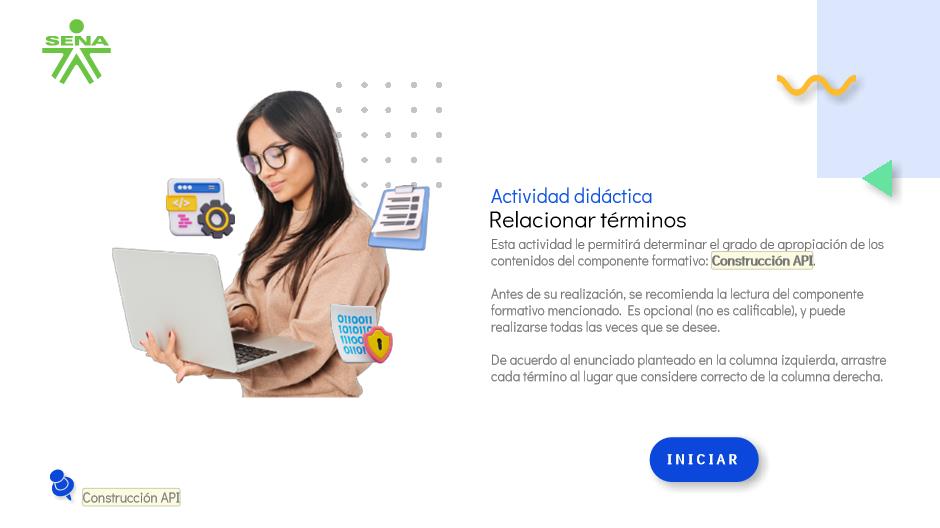 SENA
Actividad didáctica
Relacionar términos
Esta actividad le permitirá determinar el grado de apropiación de los
contenidos del componente formativo: Construcción API.
Antes de su realización, se recomienda la lectura del componente
formativo mencionado. Es opcional (no es calificable), y puede
realizarse todas las veces que se desee.
De acuerdo al enunciado planteado en la columna izquierda, arrastre
cada término al lugar que considere correcto de la columna derecha.
</>
0110011
INICIAR
Construcción API